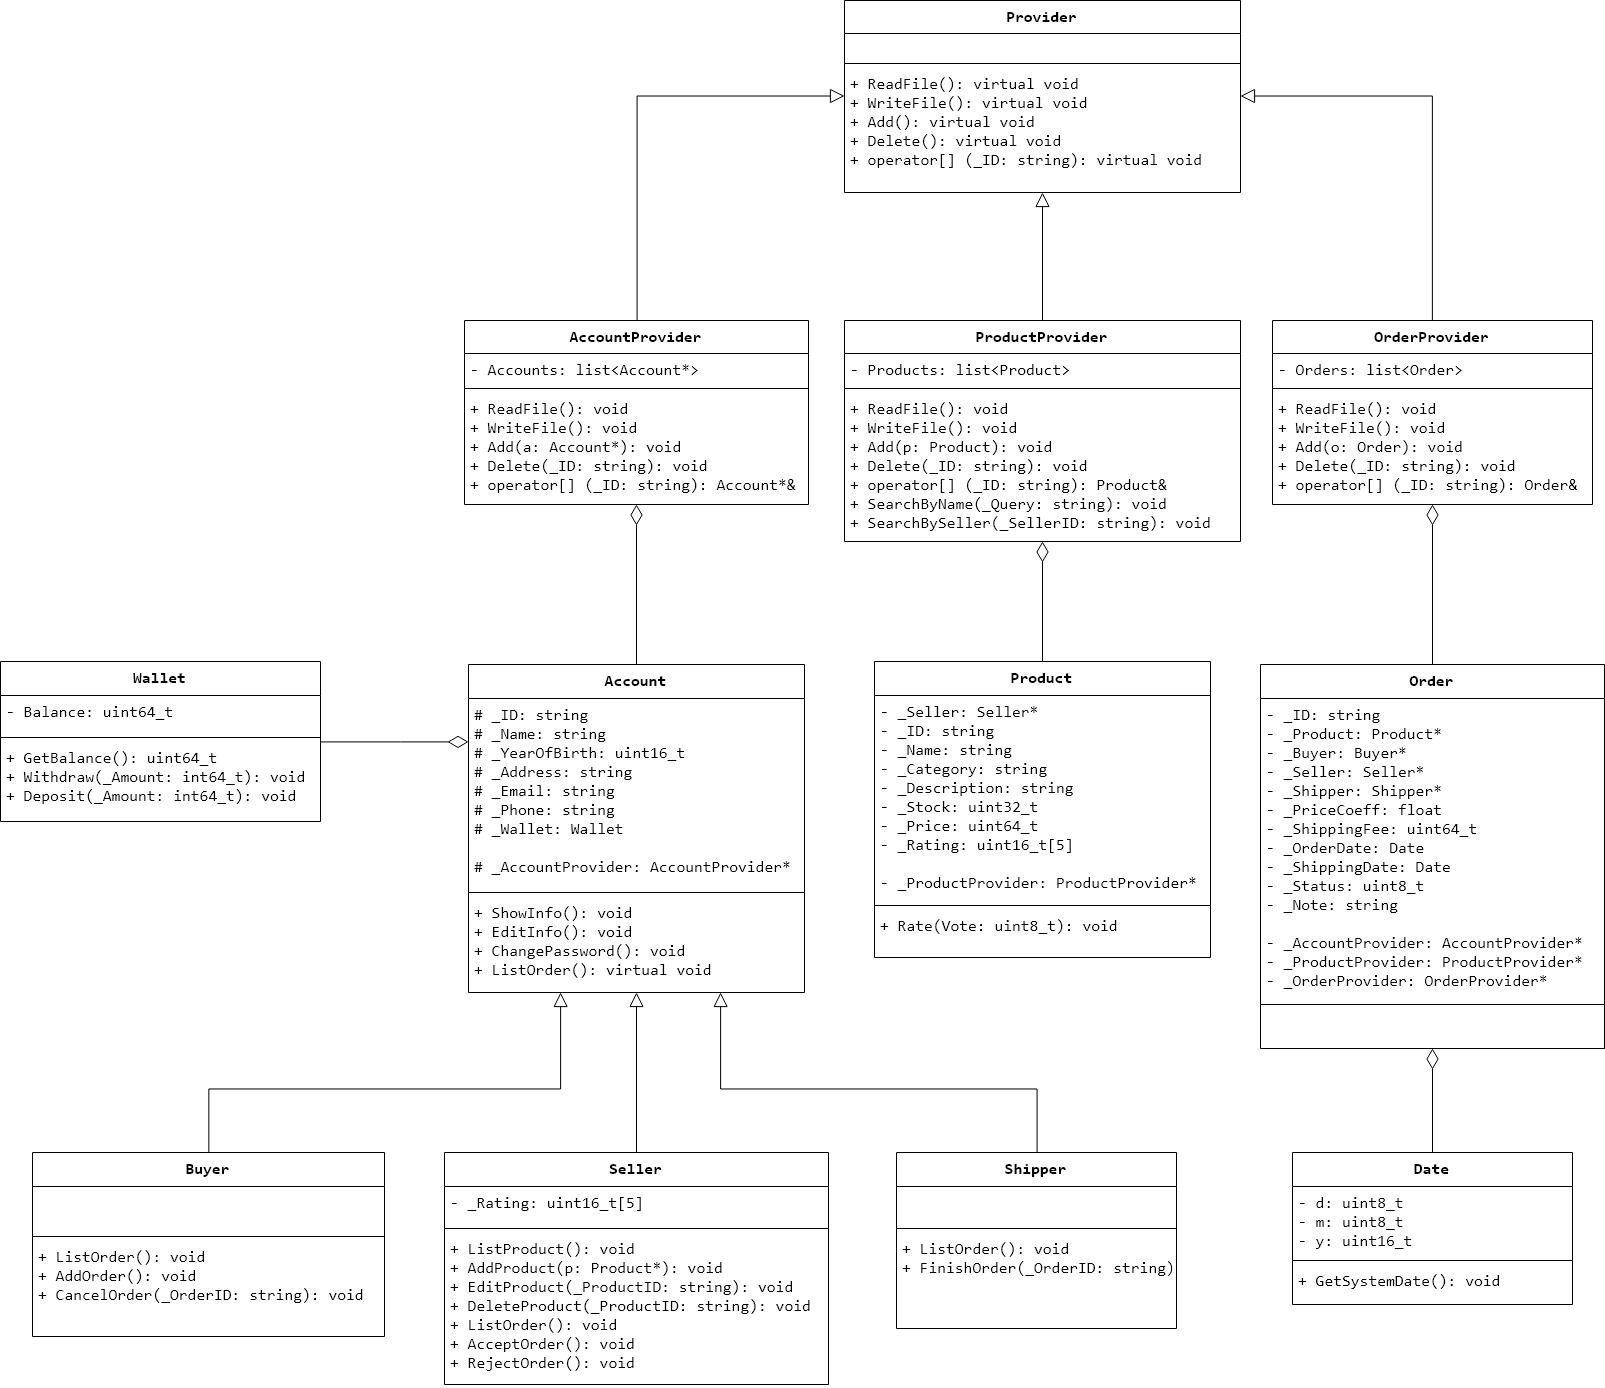 Provider
+ ReadFile(): virtual void
+ WriteFile(): virtual void
+ Add(): virtual void
+ Delete(): virtual void
+ operator[] (_ID: string): virtual void
AccountProvider
- Accounts: list<Account*>
+ ReadFile(): void
+ WriteFile(): void
+ Add(a: Account*): void
+ Delete(_ID: string): void
+ operator[] (_ID: string): Account*&
ProductProvider
- Products: list<Product>
+ ReadFile(): void
+ WriteFile(): void
+ Add(p: Product): void
+ Delete(_ID: string): void
+ operator[] (_ID: string): Product&
+ SearchByName(_Query: string): void
+ SearchBySeller(_SellerID: string): void
OrderProvider
- Orders: list<Order>
+ ReadFile(): void
+ WriteFile(): void
+ Add(o: Order): void
+ Delete(_ID: string): void
+ operator[] (_ID: string): Order&
Wallet
- Balance: uint64_t
+ GetBalance(): uint64_t
+ Withdraw(_Amount: int64_t): void
+ Deposit(_Amount: int64_t): void
Account
# _ID: string
# _Name: string
# _YearOfBirth: uint16_t
# _Address: string
# _Email: string
# _Phone: string
# _Wallet: Wallet
# _AccountProvider: AccountProvider*
+ ShowInfo(): void
+ EditInfo(): void
+ ChangePassword(): void
+ ListOrder(): virtual void
Product
- _Seller: Seller*
- _ID: string
- _Name: string
- _Category: string
- _Description: string
- _Stock: uint32_t
- _Price: uint64_t
- _Rating: uint16_t[5]
- _ProductProvider: ProductProvider*
+ Rate(Vote: uint8_t): void
Order
- _ID: string
- _Product: Product*
- _Buyer: Buyer*
- _Seller: Seller*
- _Shipper: Shipper*
- _PriceCoeff: float
- _ShippingFee: uint64_t
- _OrderDate: Date
- _ShippingDate: Date
- _Status: uint8_t
- _Note: string
- _AccountProvider: AccountProvider*
- _ProductProvider: ProductProvider*
- _OrderProvider: OrderProvider*
Buyer
+ ListOrder(): void
+ AddOrder(): void
+ CancelOrder(_OrderID: string): void
Seller
- _Rating: uint16_t[5]
+ ListProduct(): void
+ AddProduct(p: Product*): void
+ EditProduct(_ProductID: string): void
+ DeleteProduct(_ProductID: string): void
+ ListOrder(): void
+ AcceptOrder(): void
+ RejectOrder(): void
Shipper
+ ListOrder(): void
+ FinishOrder(_OrderID: string)
Date
- d: uint8_t
- m: uint8_t
- y: uint16_t
+ GetSystemDate(): void